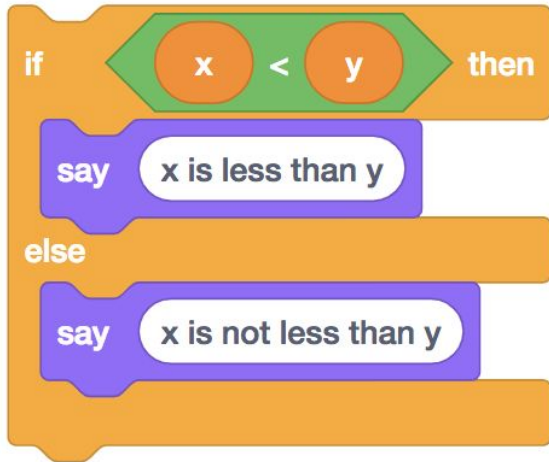 if x < y then
say x is less than y
else
say x is not less than y